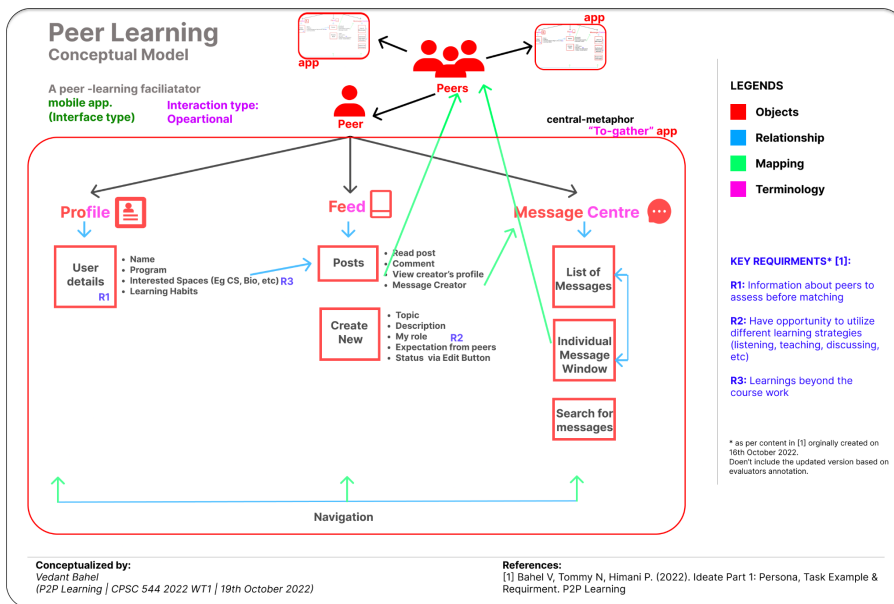 Peer Learning
Conceptual Model
A peer -learning faciliatator
mobile app.
(Interface type)
Interaction type:
Opeartional
app
app
Peers
Peer
central-metaphor
"To-gather" app
Profile
Feed
Message Centre
User
details
R1
• Name
• Program
• Interested Spaces (Eg CS, Bio, etc) R3
• Learning Habits
Posts
• Read post
• Comment
• View creator's profile
• Message Creator
Create
New
• Topic
• Description
• My role R2
• Expectation from peers
• Status via Edit Button
List of
Messages
Individual
Message
Window
Search for
messages
Navigation
LEGENDS
Objects
Relationship
Mapping
Terminology
KEY REQUIRMENTS* [1]:
R1: Information about peers to
assess before matching
R2: Have opportunity to utilize
different learning strategies
(listening, teaching, discussing,
etc)
R3: Learnings beyond the
course work
* as per content in [1] orginally created on
16th October 2022.
Doen't include the updated version based on
evaluators annotation.
Conceptualized by:
Vedant Bahel
(P2P Learning | CPSC 544 2022 WT1 | 19th October 2022)
References:
[1] Bahel V, Tommy N, Himani P. (2022). Ideate Part 1: Persona, Task Example &
Requirment. P2P Learning